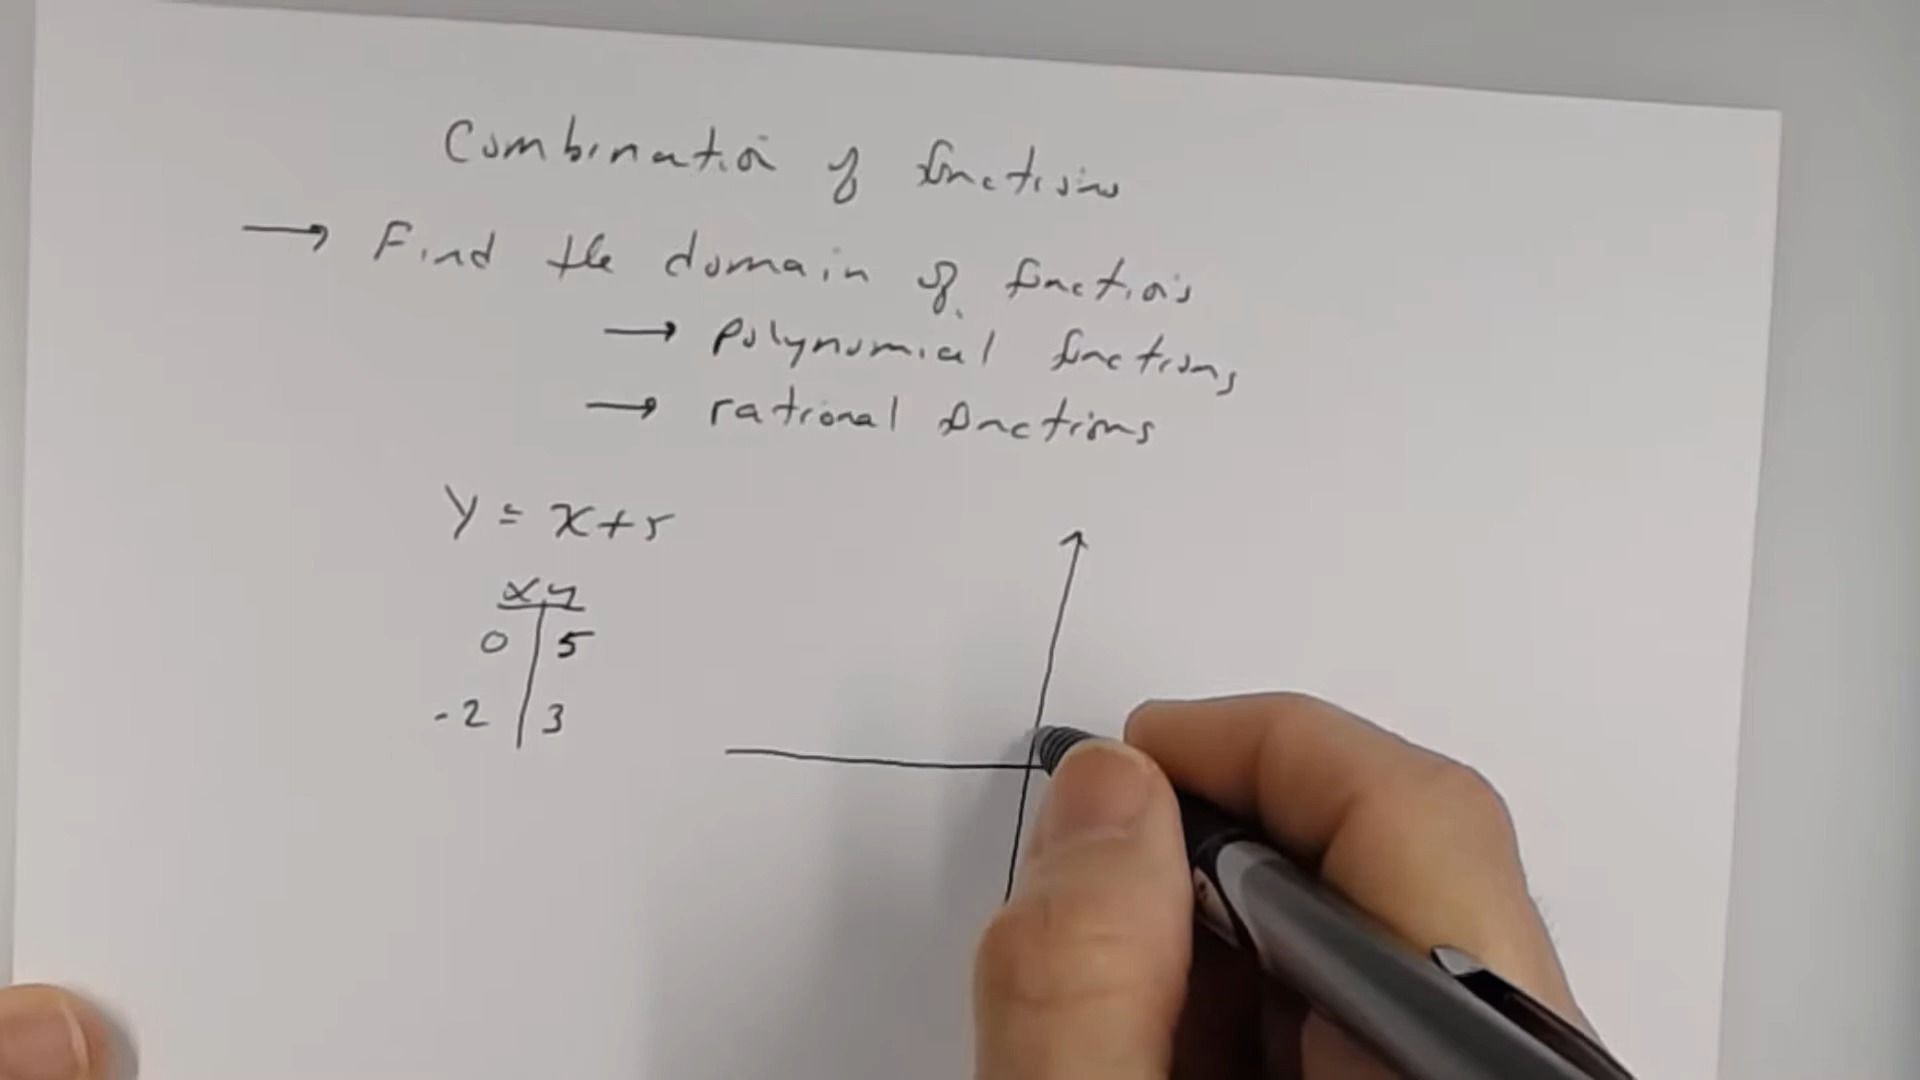 Combination of functions
→ Find the domain of functions
→ polynomial functions
→ rational functions
y = x+5
x y
0 5
-2 3